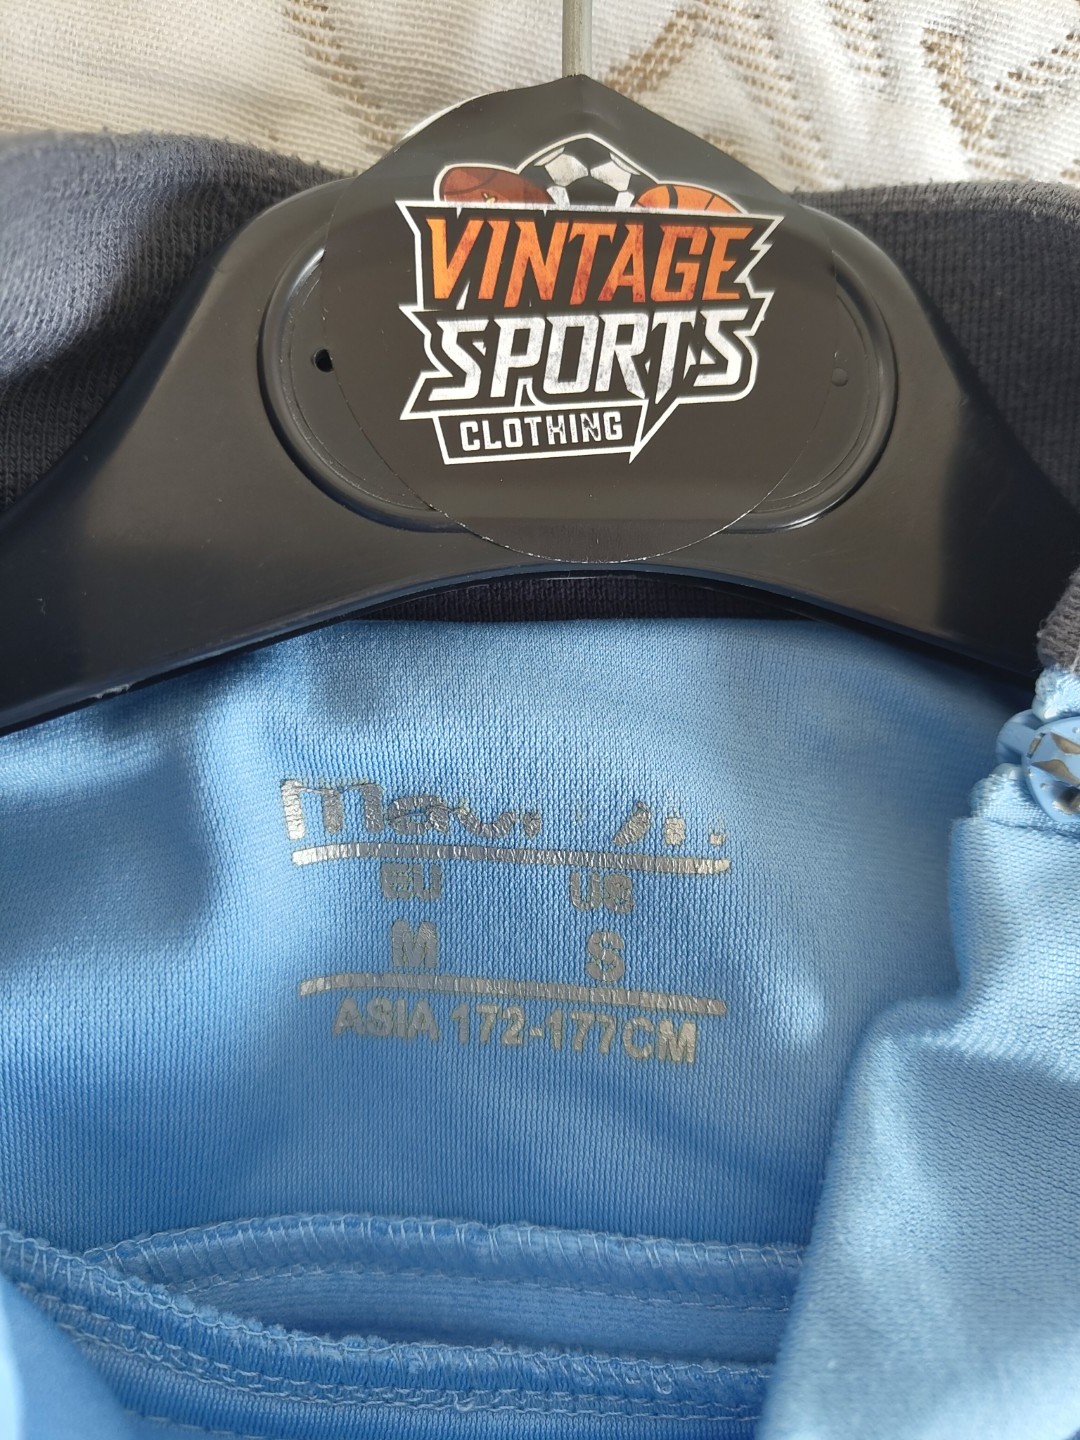 VINTAGE
SPORTS
CLOTHING
EU US
M S
ASIA 172-177CM